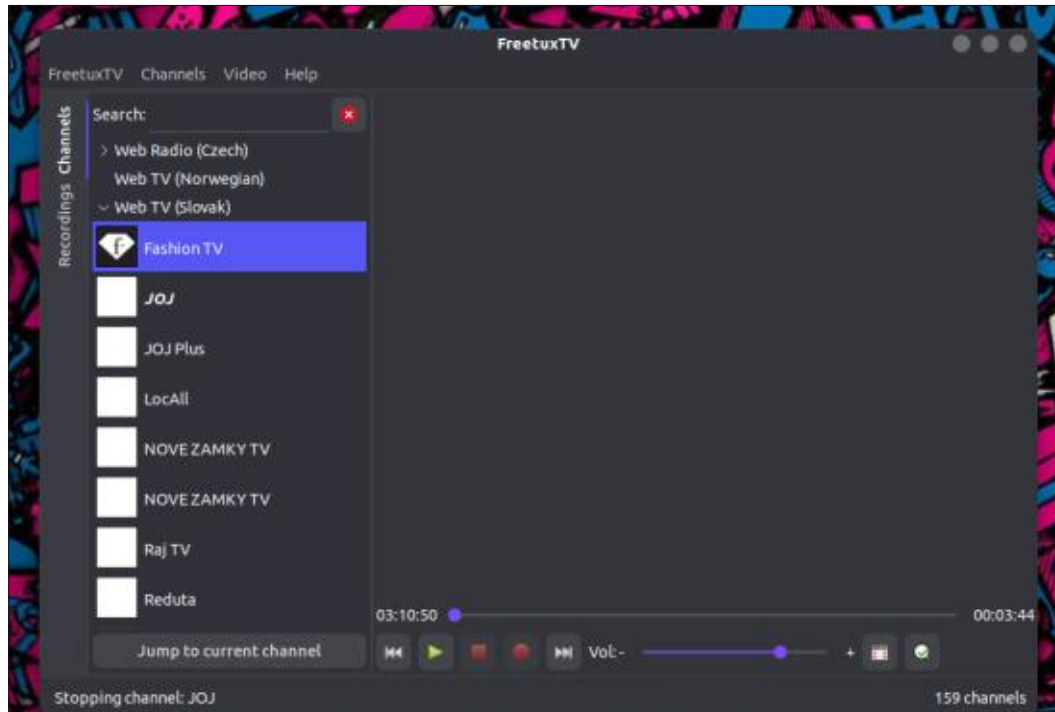 FreetuxTV
FreetuxTV Channels Video Help
Channels
Recordings
Search:
Web Radio (Czech)
Web TV (Norwegian)
Web TV (Slovak)
f
Fashion TV
JOJ
JOJ Plus
LocAll
NOVE ZAMKY TV
NOVE ZAMKY TV
Raj TV
Reduta
Jump to current channel
03:10:50
00:03:44
Vol:- +
Stopping channel: JOJ
159 channels